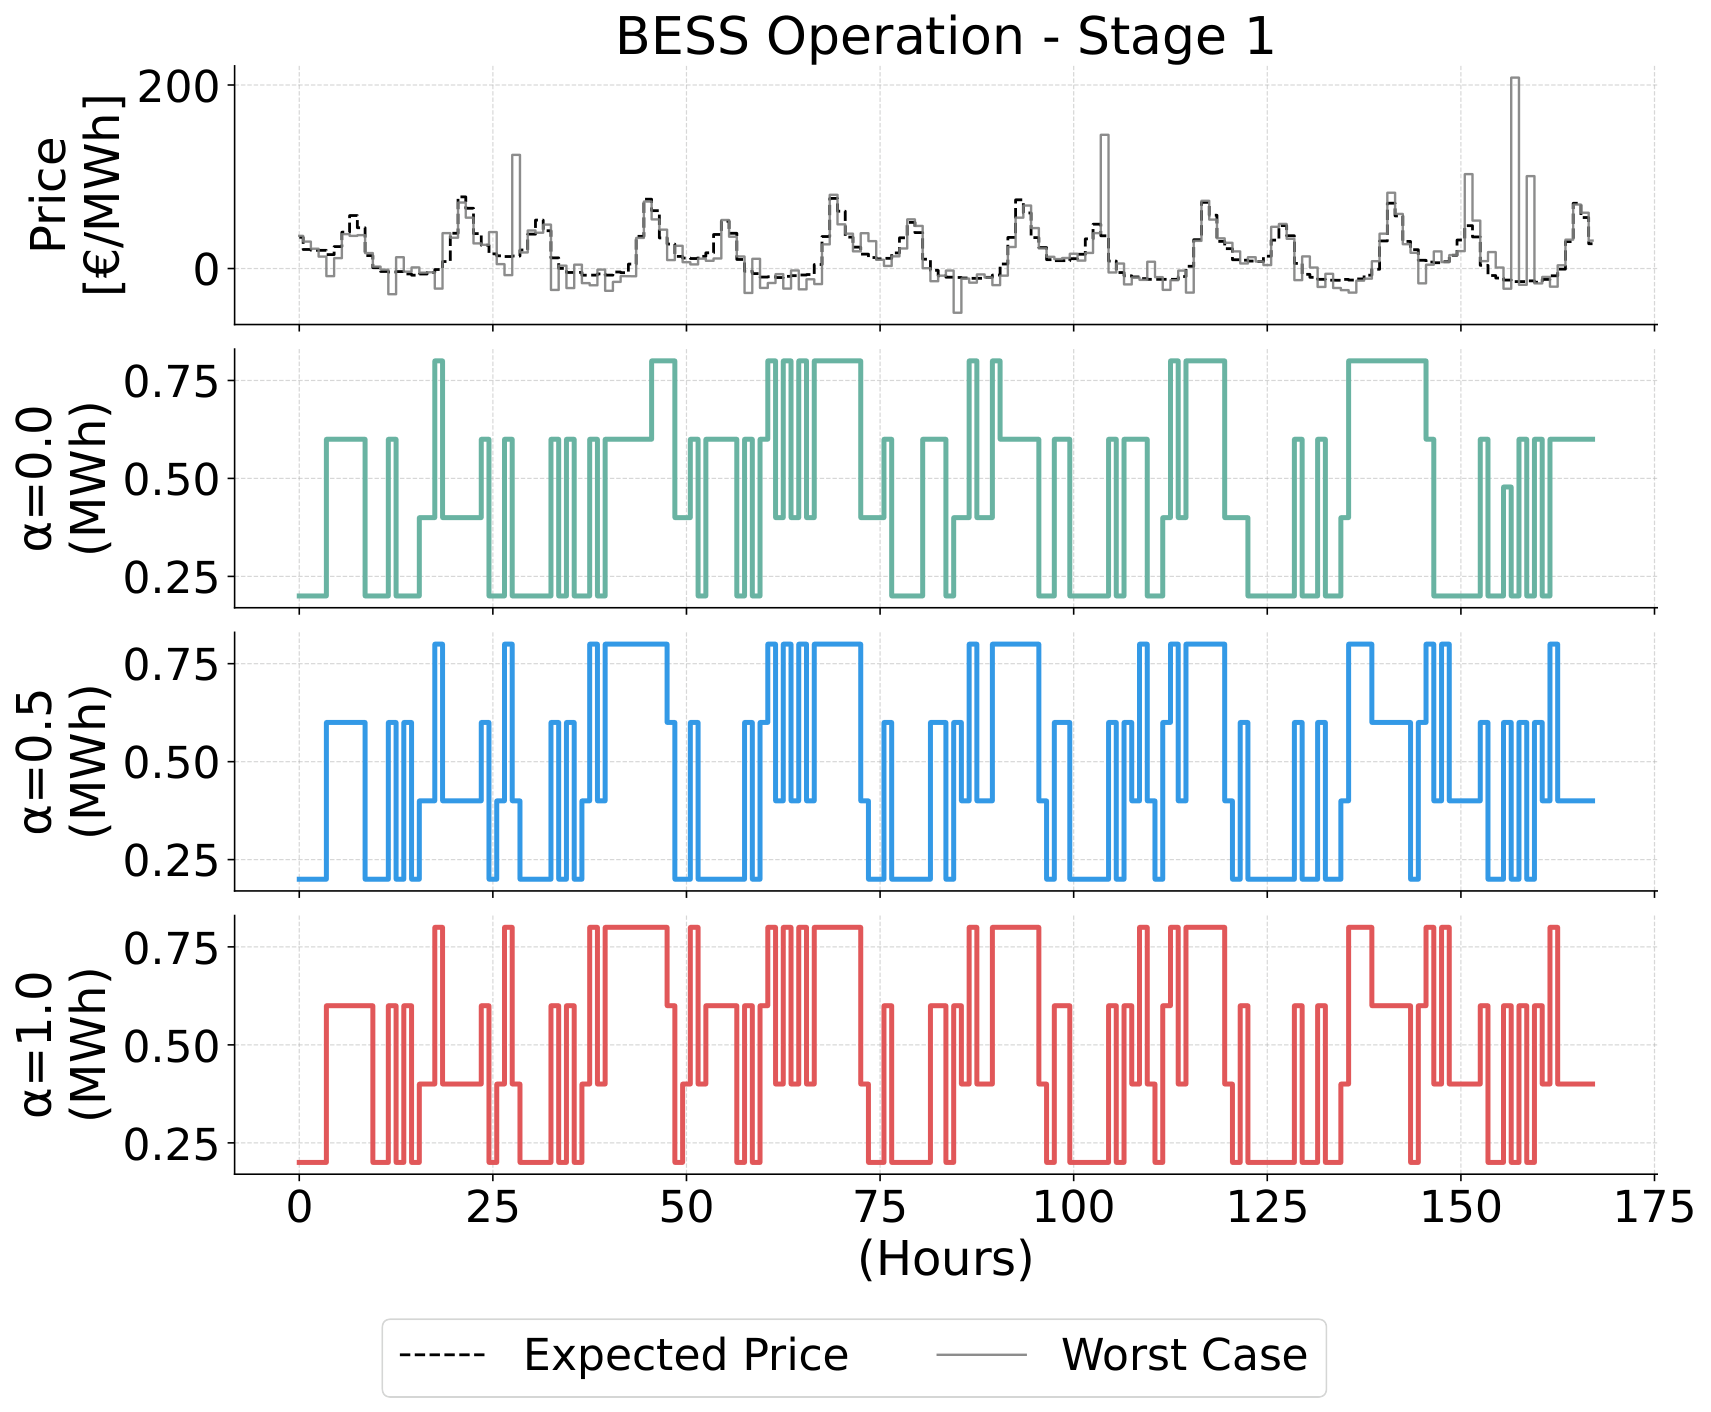 BESS Operation - Stage 1
Price
[€/MWh]
200
0
α=0.0
(MWh)
0.75
0.50
0.25
α=0.5
(MWh)
0.75
0.50
0.25
α=1.0
(MWh)
0.75
0.50
0.25
0 25 50 75 100 125 150 175
(Hours)
Expected Price Worst Case